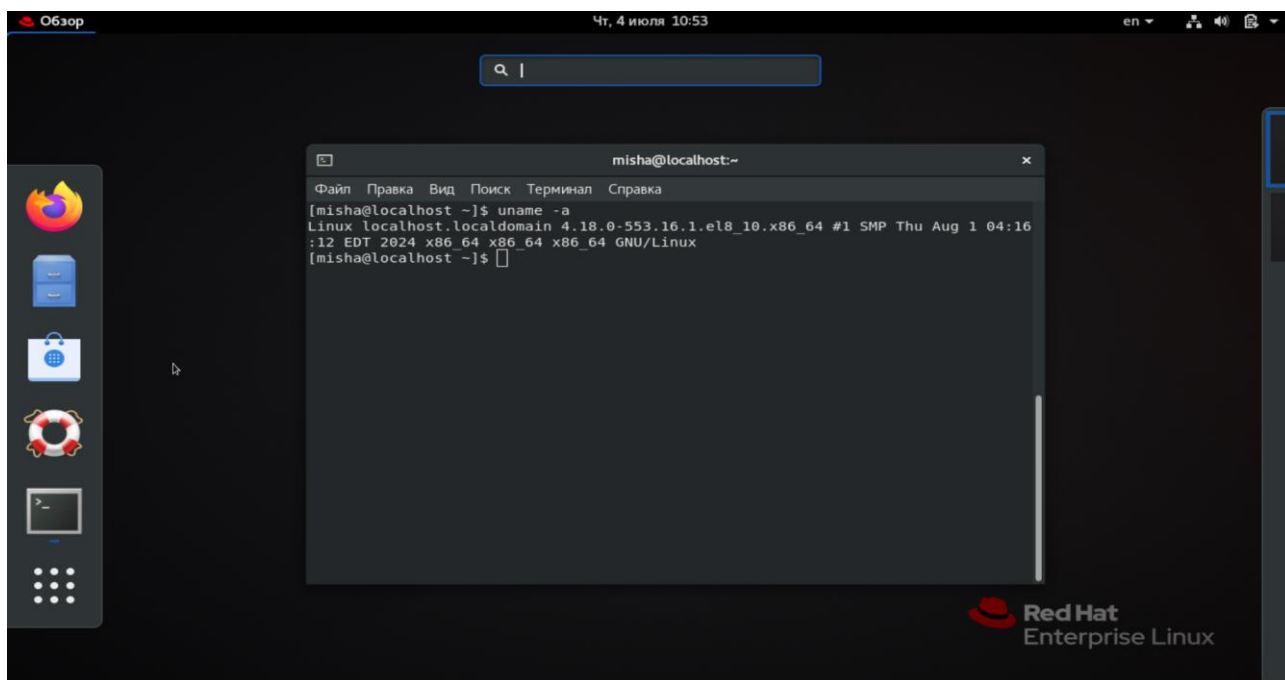 Обзор
Чт, 4 июля 10:53
en
misha@localhost:~
Файл Правка Вид Поиск Терминал Справка
[misha@localhost ~]$ uname -a
Linux localhost.localdomain 4.18.0-553.16.1.el8_10.x86_64 #1 SMP Thu Aug 1 04:16
:12 EDT 2024 x86_64 x86_64 x86_64 GNU/Linux
[misha@localhost ~]$
Red Hat
Enterprise Linux